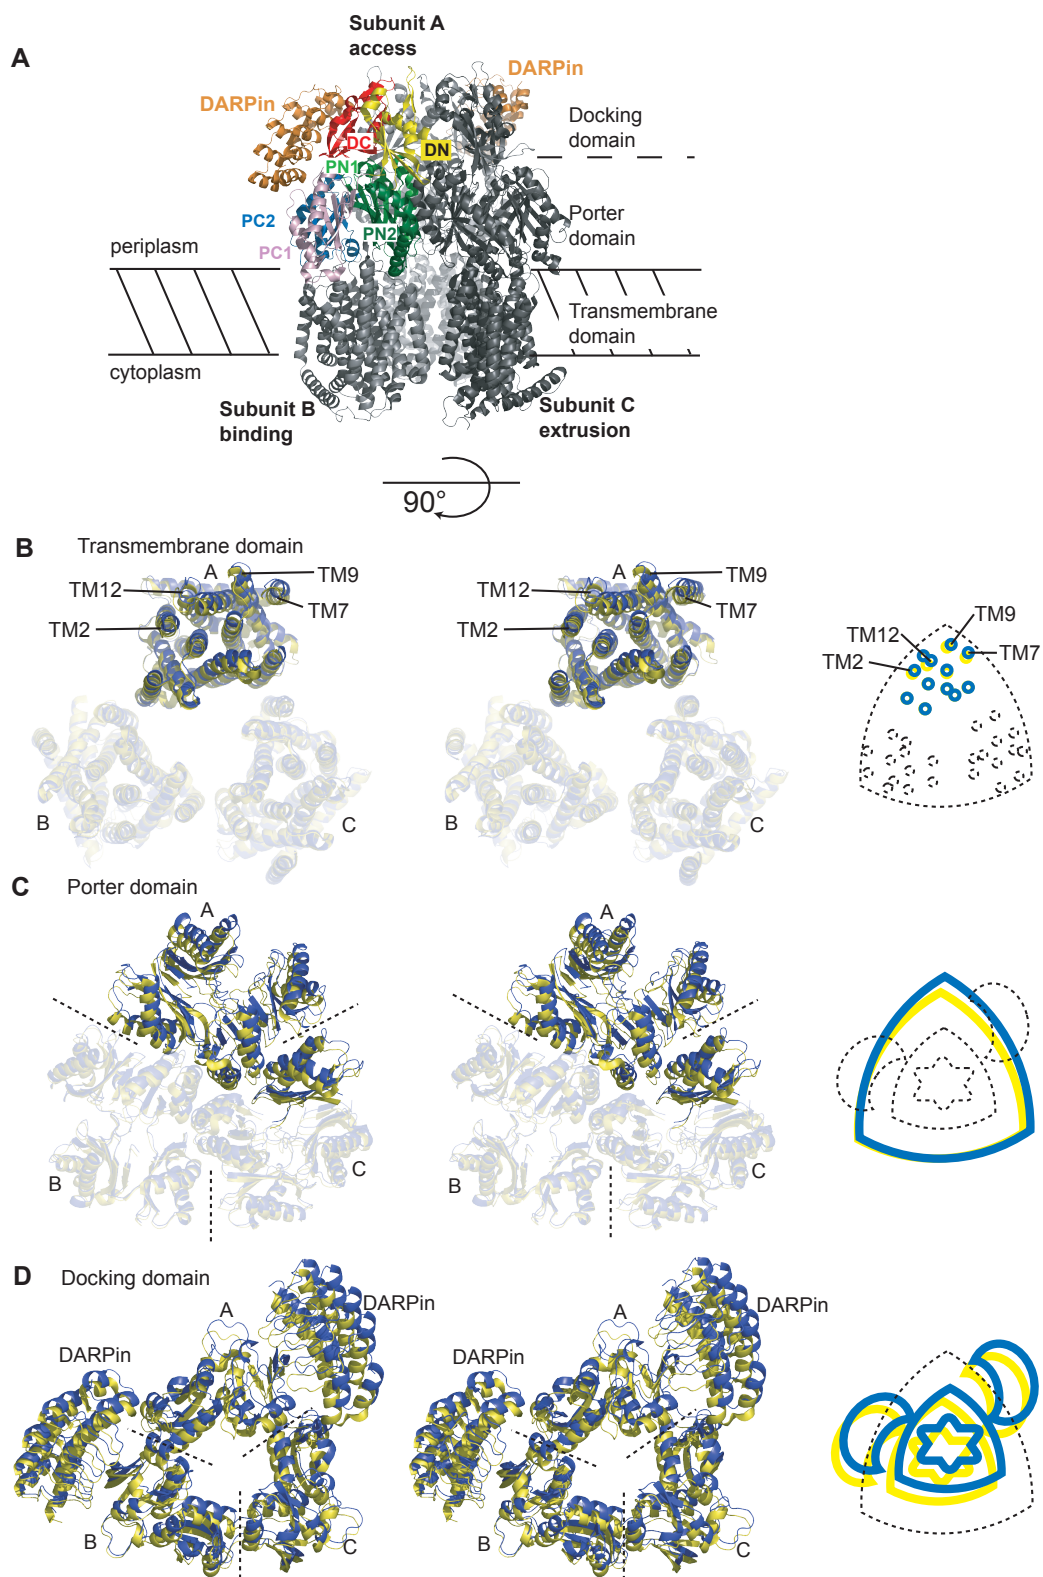 Subunit A
access
A
DARPin
DARPin
Docking
domain
DC
DN
PN1
PC2
PN2
PC1
Porter
domain
periplasm
Transmembrane
domain
cytoplasm
Subunit B
binding
Subunit C
extrusion
90°
B Transmembrane domain
A
TM9
TM12
TM7
TM2
B
C
A
TM9
TM12
TM7
TM2
B
C
TM9
TM12
TM7
TM2
C Porter domain
A
B
C
A
B
C
D Docking domain
A
DARPin
DARPin
B
C
A
DARPin
DARPin
B
C